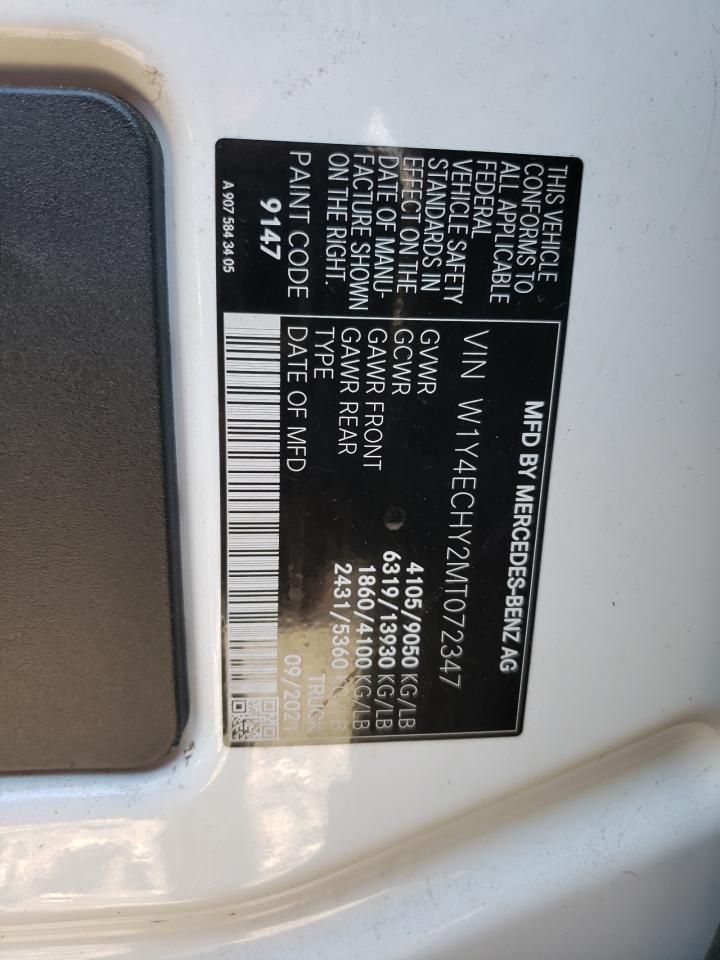 MFD BY MERCEDES-BENZ AG
THIS VEHICLE
CONFORMS TO
ALL APPLICABLE
FEDERAL
VEHICLE SAFETY
STANDARDS IN
EFFECT ON THE
DATE OF MANU-
FACTURE SHOWN
ON THE RIGHT.
PAINT CODE
9147
VIN W1Y4ECHY2MT072347
GVWR 4105/9050 KG/LB
GCWR 6319/13930 KG/LB
GAWR FRONT 1860/4100 KG/LB
GAWR REAR 2431/5360 KG/LB
TYPE TRUCK
DATE OF MFD 09/2021
A 907 584 34 05